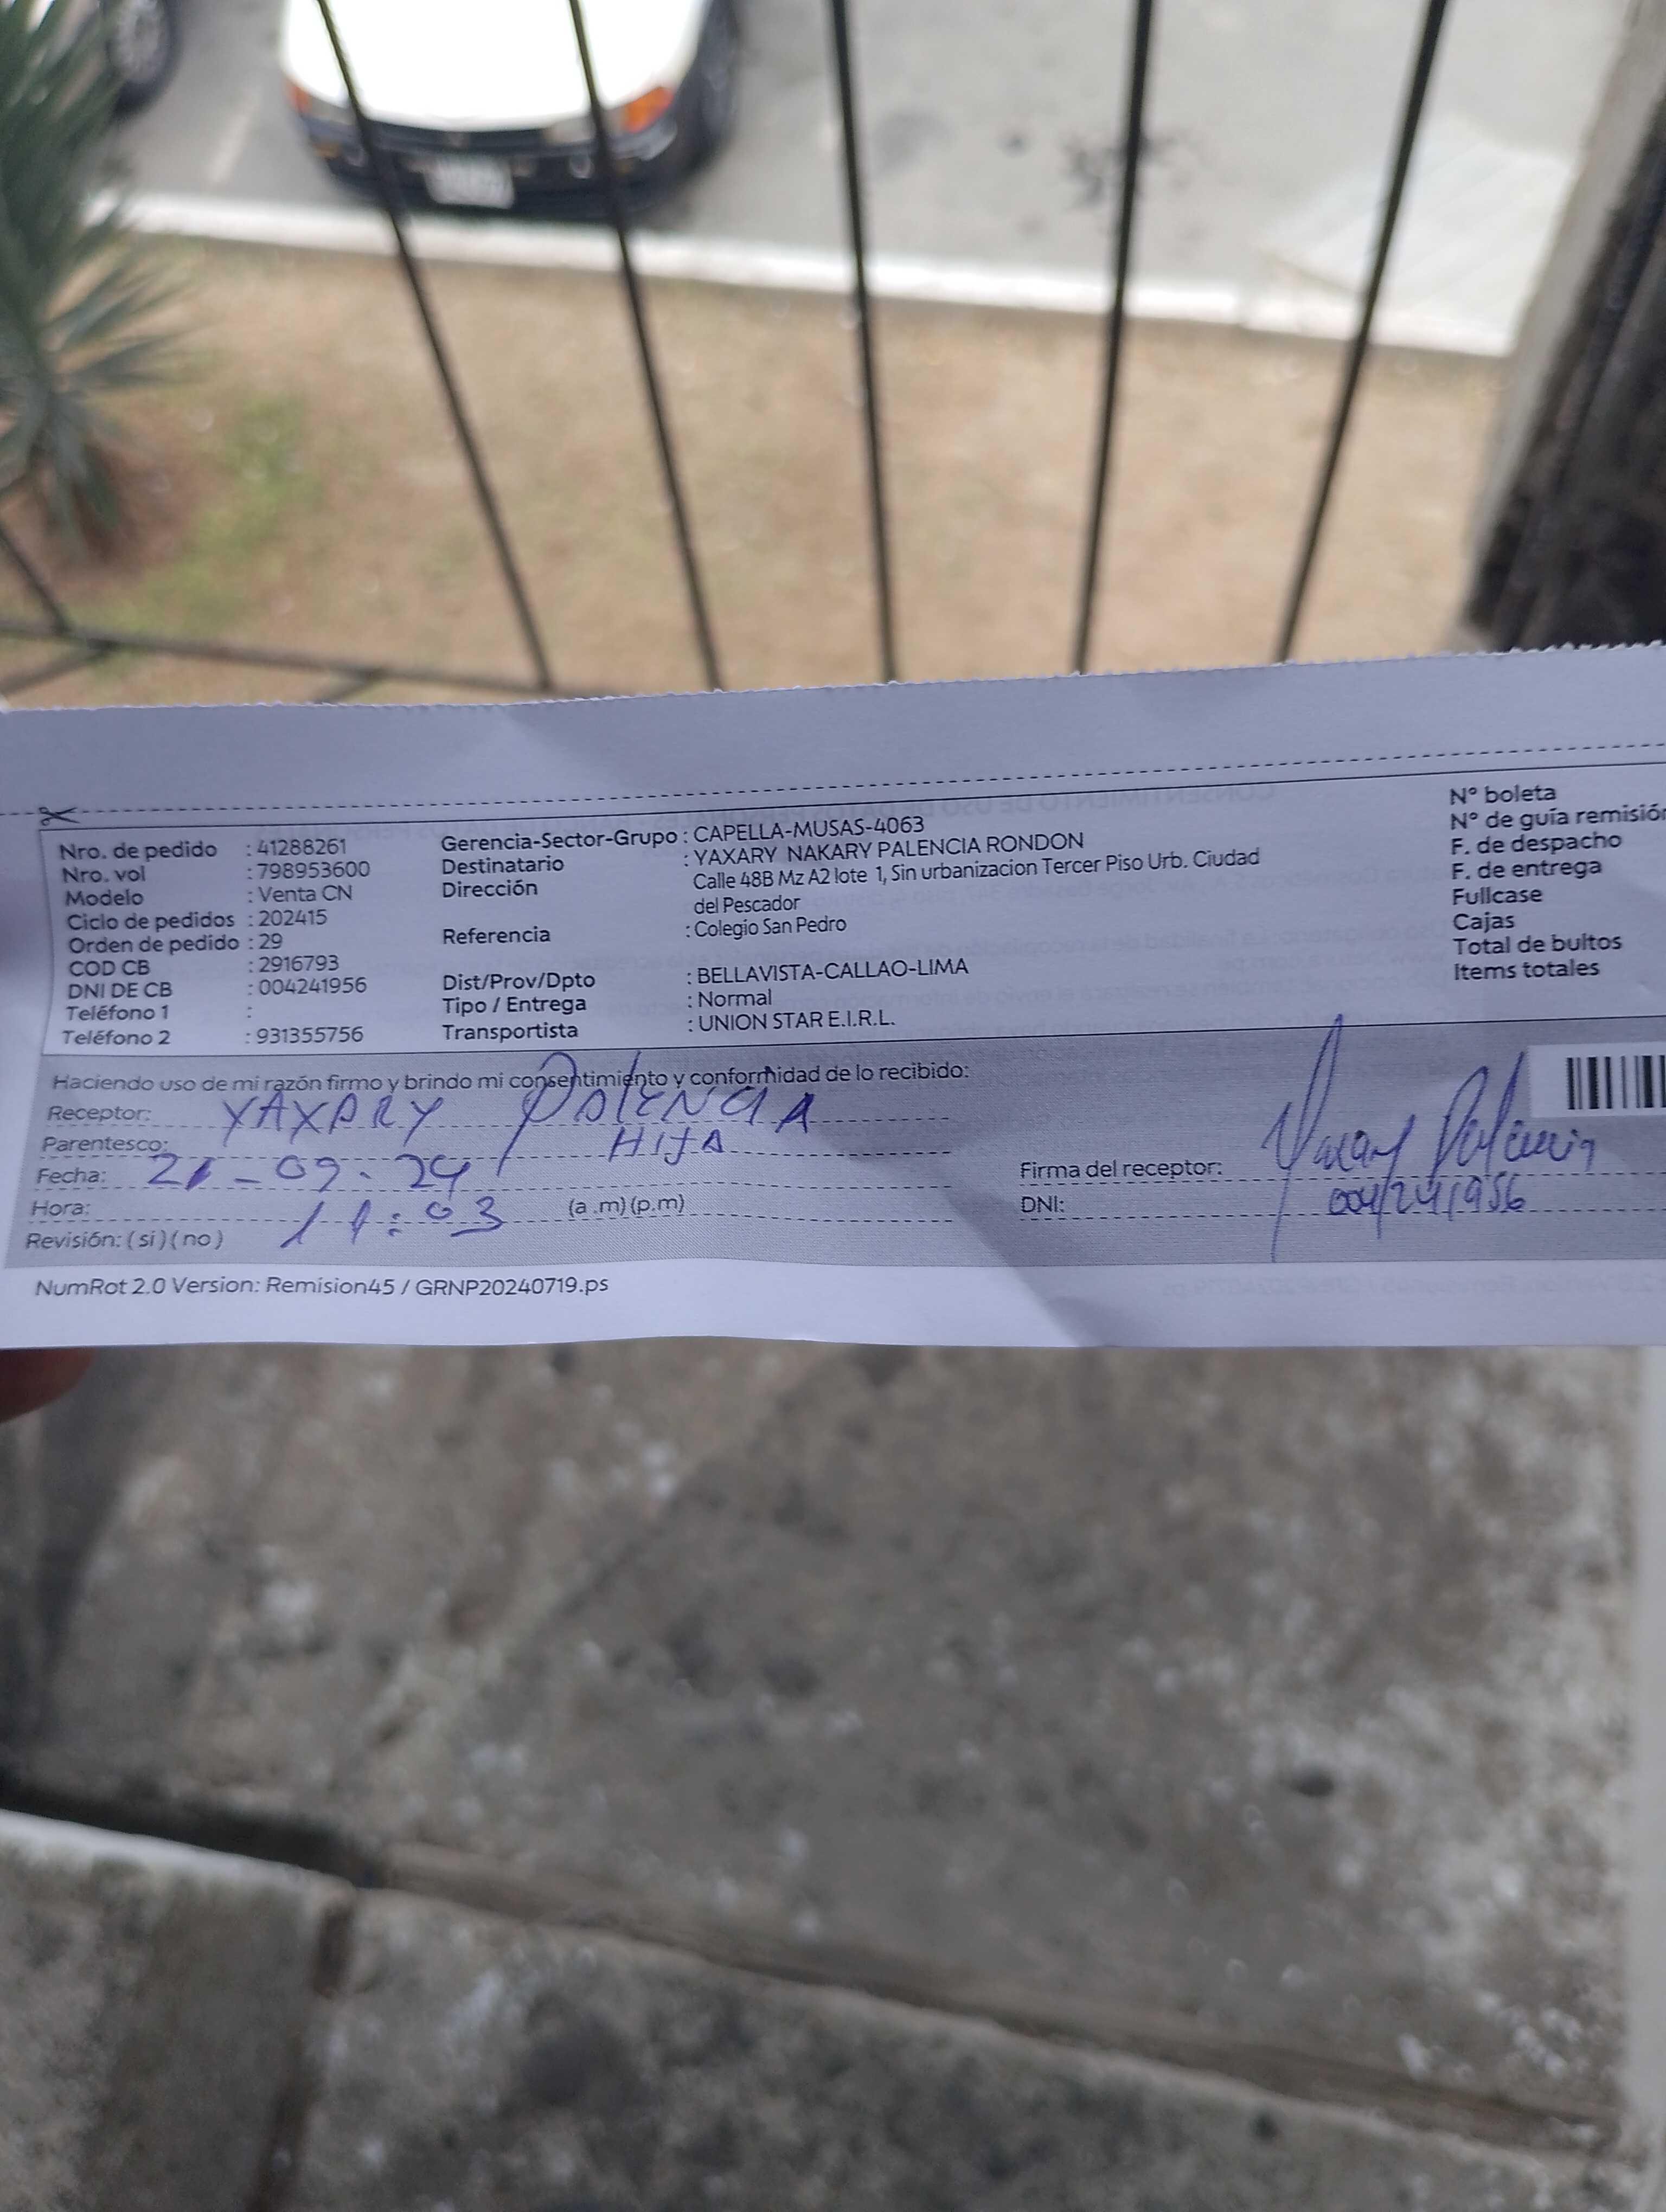 Nro. de pedido : 41288261
Nro. vol : 798953600
Modelo : Venta CN
Ciclo de pedidos : 202415
Orden de pedido : 29
COD CB : 2916793
DNI DE CB : 004241956
Teléfono 1 :
Teléfono 2 : 931355756
Gerencia-Sector-Grupo : CAPELLA-MUSAS-4063
Destinatario : YAXARY NAKARY PALENCIA RONDON
Dirección Calle 48B Mz A2 lote 1, Sin urbanizacion Tercer Piso Urb. Ciudad
del Pescador
Referencia : Colegio San Pedro
Dist/Prov/Dpto : BELLAVISTA-CALLAO-LIMA
Tipo / Entrega : Normal
Transportista : UNION STAR E.I.R.L.
N° boleta
N° de guía remisión
F. de despacho
F. de entrega
Fullcase
Cajas
Total de bultos
Items totales
Haciendo uso de mi razón firmo y brindo mi consentimiento y conformidad de lo recibido:
Receptor: YAXARY PALENCIA
Parentesco: HIJA
Fecha: 21-09-24
Hora: 11:03 (a.m)(p.m)
Revisión: (si)(no)
Firma del receptor: Yaxary Palencia
DNI: 004241956
NumRot 2.0 Version: Remision45 / GRNP20240719.ps